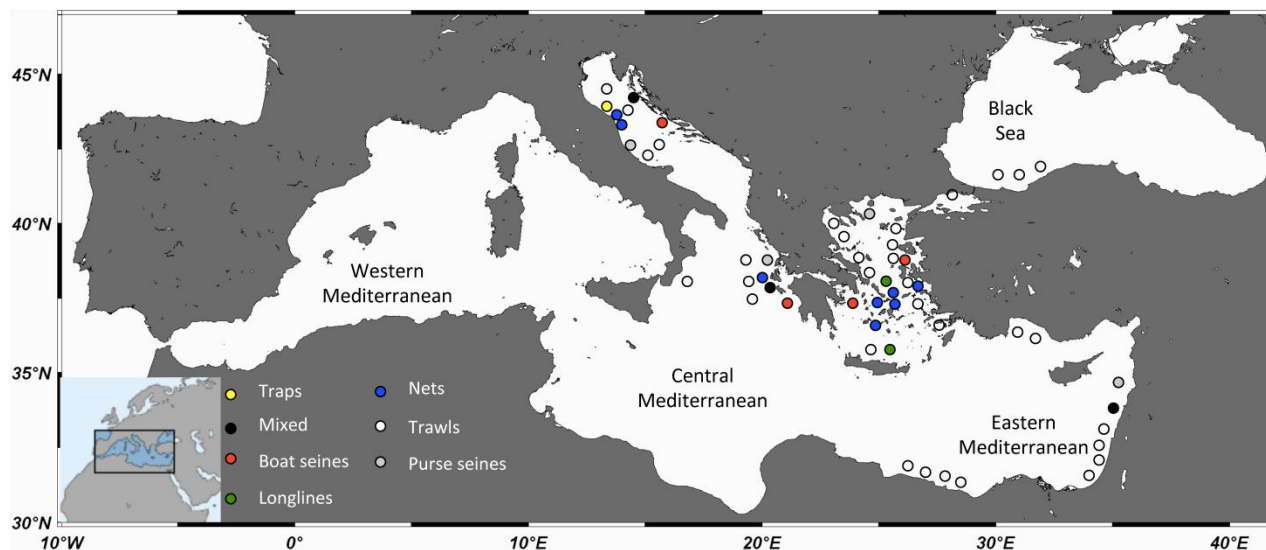 45°N
40°N
35°N
30°N
10°W
0°
10°E
20°E
30°E
40°E
Black
Sea
Western
Mediterranean
Central
Mediterranean
Eastern
Mediterranean
Traps
Mixed
Boat seines
Longlines
Nets
Trawls
Purse seines